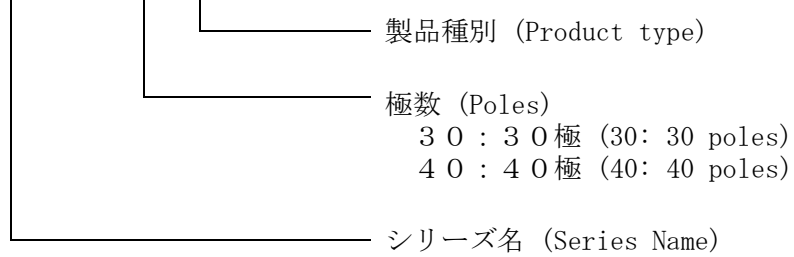 製品種別 (Product type)
極数 (Poles)
３０：３０極 (30: 30 poles)
４０：４０極 (40: 40 poles)
シリーズ名 (Series Name)